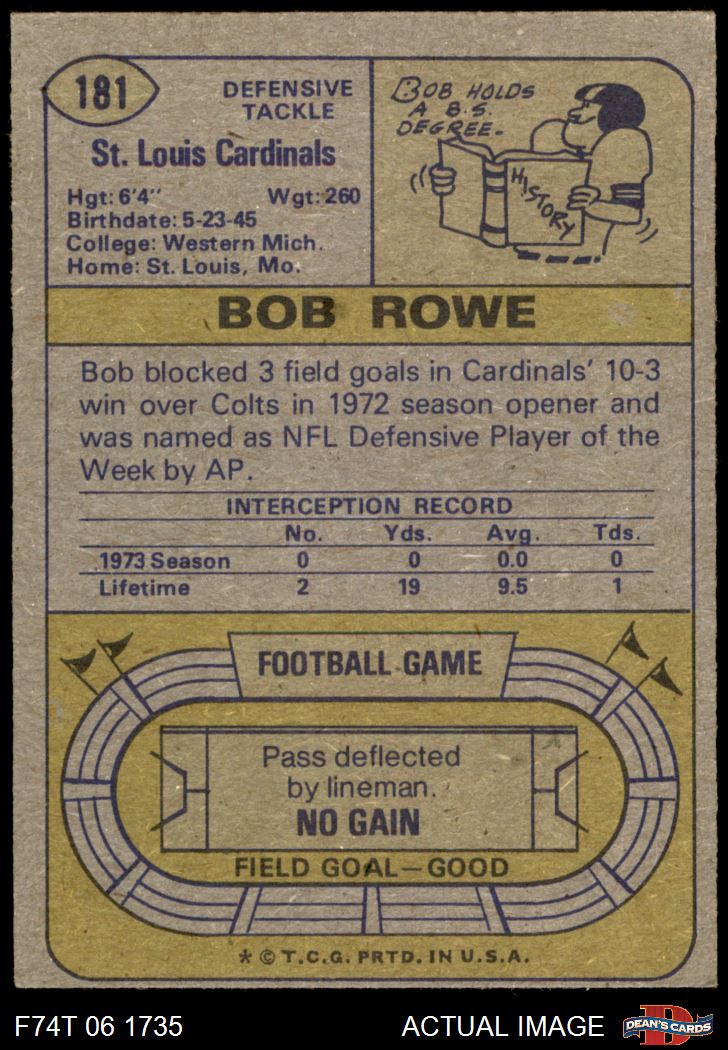 181
DEFENSIVE
TACKLE
St. Louis Cardinals
Hgt: 6'4" Wgt: 260
Birthdate: 5-23-45
College: Western Mich.
Home: St. Louis, Mo.
BOB HOLDS
A B.S.
DEGREE.
HISTORY
BOB ROWE
Bob blocked 3 field goals in Cardinals' 10-3
win over Colts in 1972 season opener and
was named as NFL Defensive Player of the
Week by AP.
INTERCEPTION RECORD
No. Yds. Avg. Tds.
1973 Season 0 0 0.0 0
Lifetime 2 19 9.5 1
FOOTBALL GAME
Pass deflected
by lineman.
NO GAIN
FIELD GOAL—GOOD
* © T.C.G. PRTD. IN U.S.A.
F74T 06 1735 ACTUAL IMAGE
D
DEAN'S CARDS